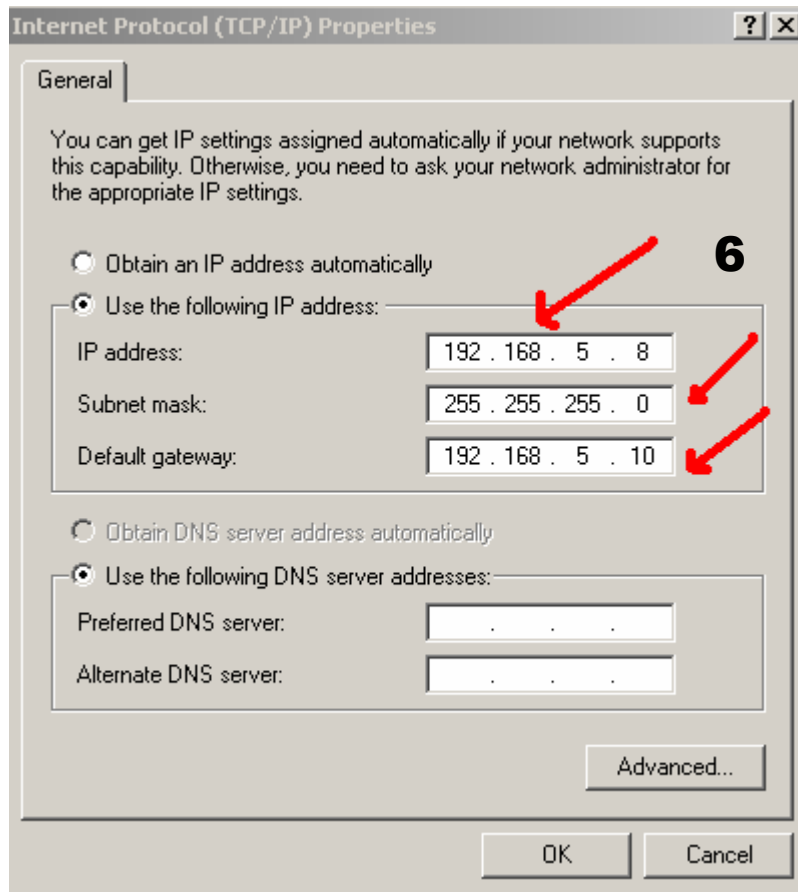 Internet Protocol (TCP/IP) Properties
General
You can get IP settings assigned automatically if your network supports
this capability. Otherwise, you need to ask your network administrator for
the appropriate IP settings.
Obtain an IP address automatically
6
Use the following IP address:
IP address: 192 . 168 . 5 . 8
Subnet mask: 255 . 255 . 255 . 0
Default gateway: 192 . 168 . 5 . 10
Obtain DNS server address automatically
Use the following DNS server addresses:
Preferred DNS server: . . .
Alternate DNS server: . . .
Advanced...
OK Cancel